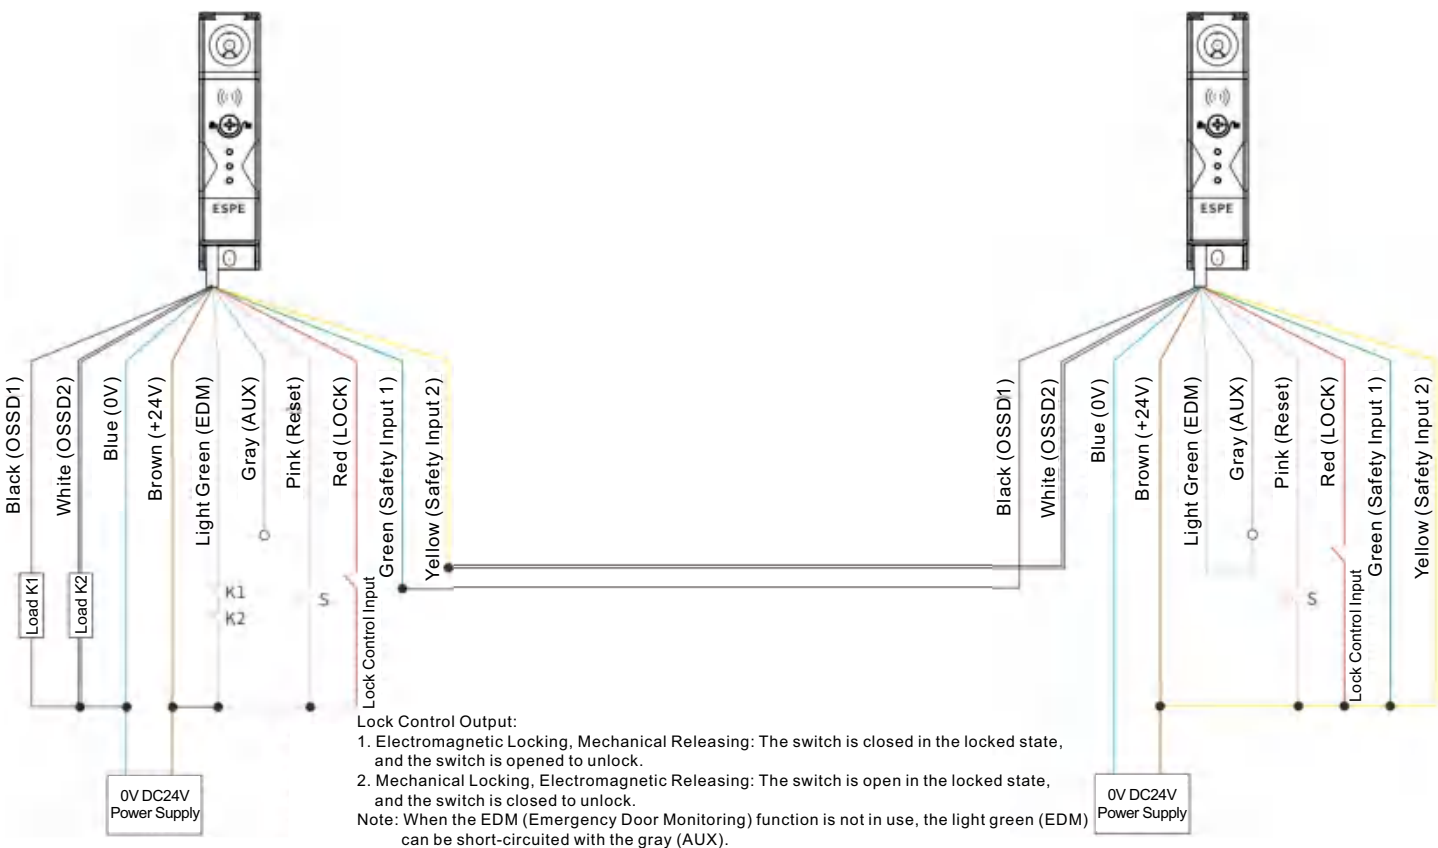 ESPE
ESPE
Black (OSSD1)
White (OSSD2)
Blue (0V)
Brown (+24V)
Light Green (EDM)
Gray (AUX)
Pink (Reset)
Red (LOCK)
Green (Safety Input 1)
Yellow (Safety Input 2)
Black (OSSD1)
White (OSSD2)
Blue (0V)
Brown (+24V)
Light Green (EDM)
Gray (AUX)
Pink (Reset)
Red (LOCK)
Green (Safety Input 1)
Yellow (Safety Input 2)
Load K1
Load K2
K1
K2
S
Lock Control Input
S
Lock Control Input
Lock Control Output:
1. Electromagnetic Locking, Mechanical Releasing: The switch is closed in the locked state,
and the switch is opened to unlock.
2. Mechanical Locking, Electromagnetic Releasing: The switch is open in the locked state,
and the switch is closed to unlock.
Note: When the EDM (Emergency Door Monitoring) function is not in use, the light green (EDM)
can be short-circuited with the gray (AUX).
0V DC24V
Power Supply
0V DC24V
Power Supply